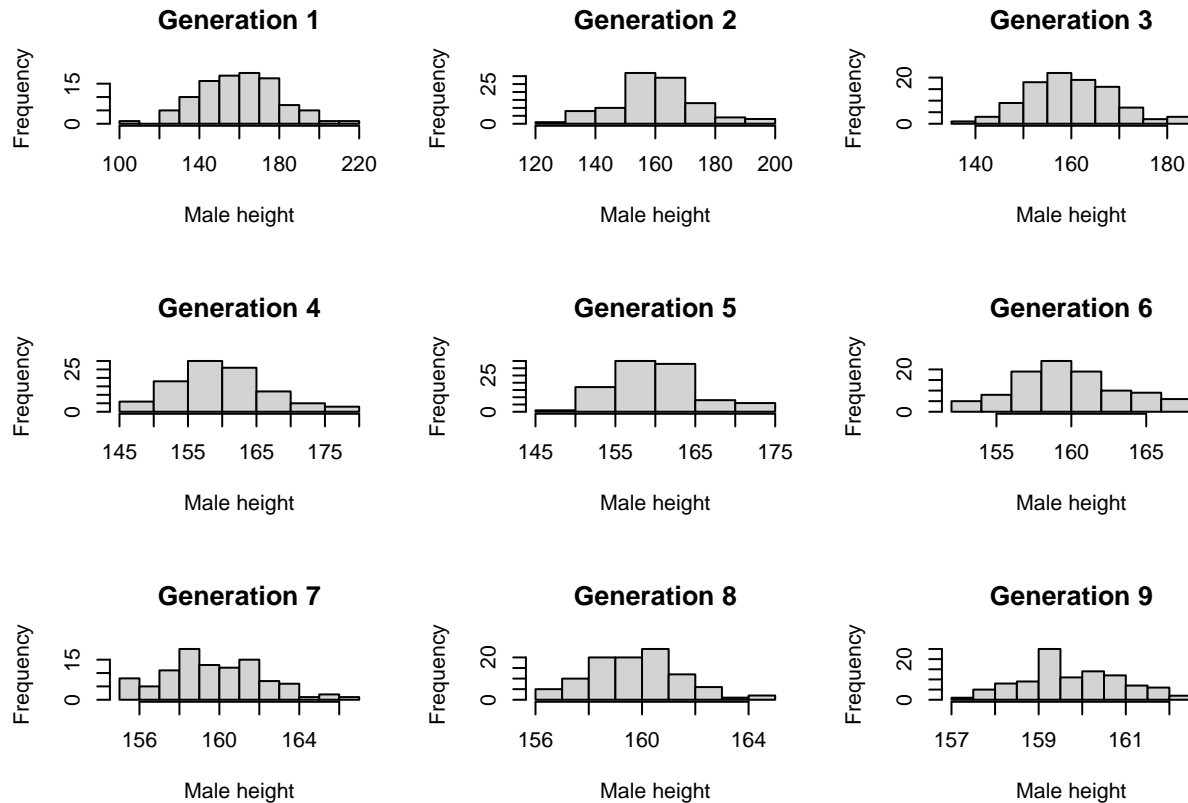 Generation 1
Frequency
0 15
100 140 180 220
Male height
Generation 2
Frequency
0 25
120 140 160 180 200
Male height
Generation 3
Frequency
0 20
140 160 180
Male height
Generation 4
Frequency
0 25
145 155 165 175
Male height
Generation 5
Frequency
0 25
145 155 165 175
Male height
Generation 6
Frequency
0 20
155 160 165
Male height
Generation 7
Frequency
0 15
156 160 164
Male height
Generation 8
Frequency
0 20
156 160 164
Male height
Generation 9
Frequency
0 20
157 159 161
Male height